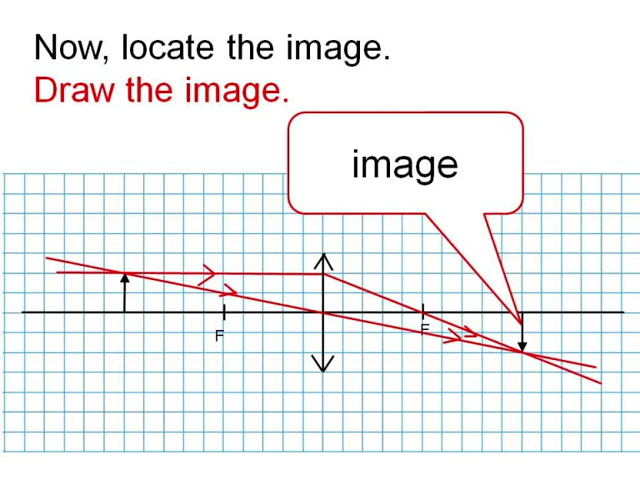 Now, locate the image.
Draw the image.
image
F
F